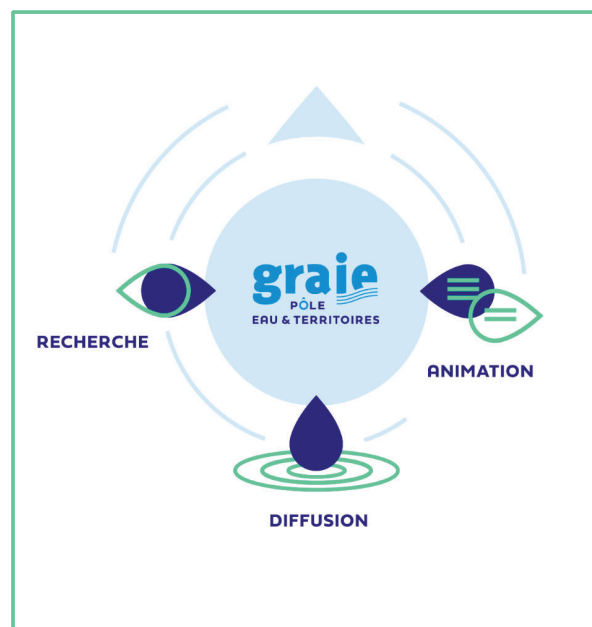 graie
PÔLE
EAU & TERRITOIRES
RECHERCHE
ANIMATION
DIFFUSION